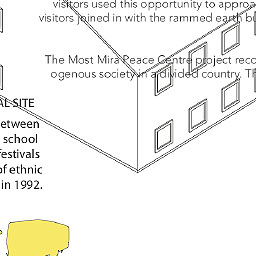 visitors used this opportunity to approa
visitors joined in with the rammed earth bu
The Most Mira Peace Centre project reco
ogenous society in a divided country. Th
AL SITE
etween
school
festivals
of ethnic
in 1992.